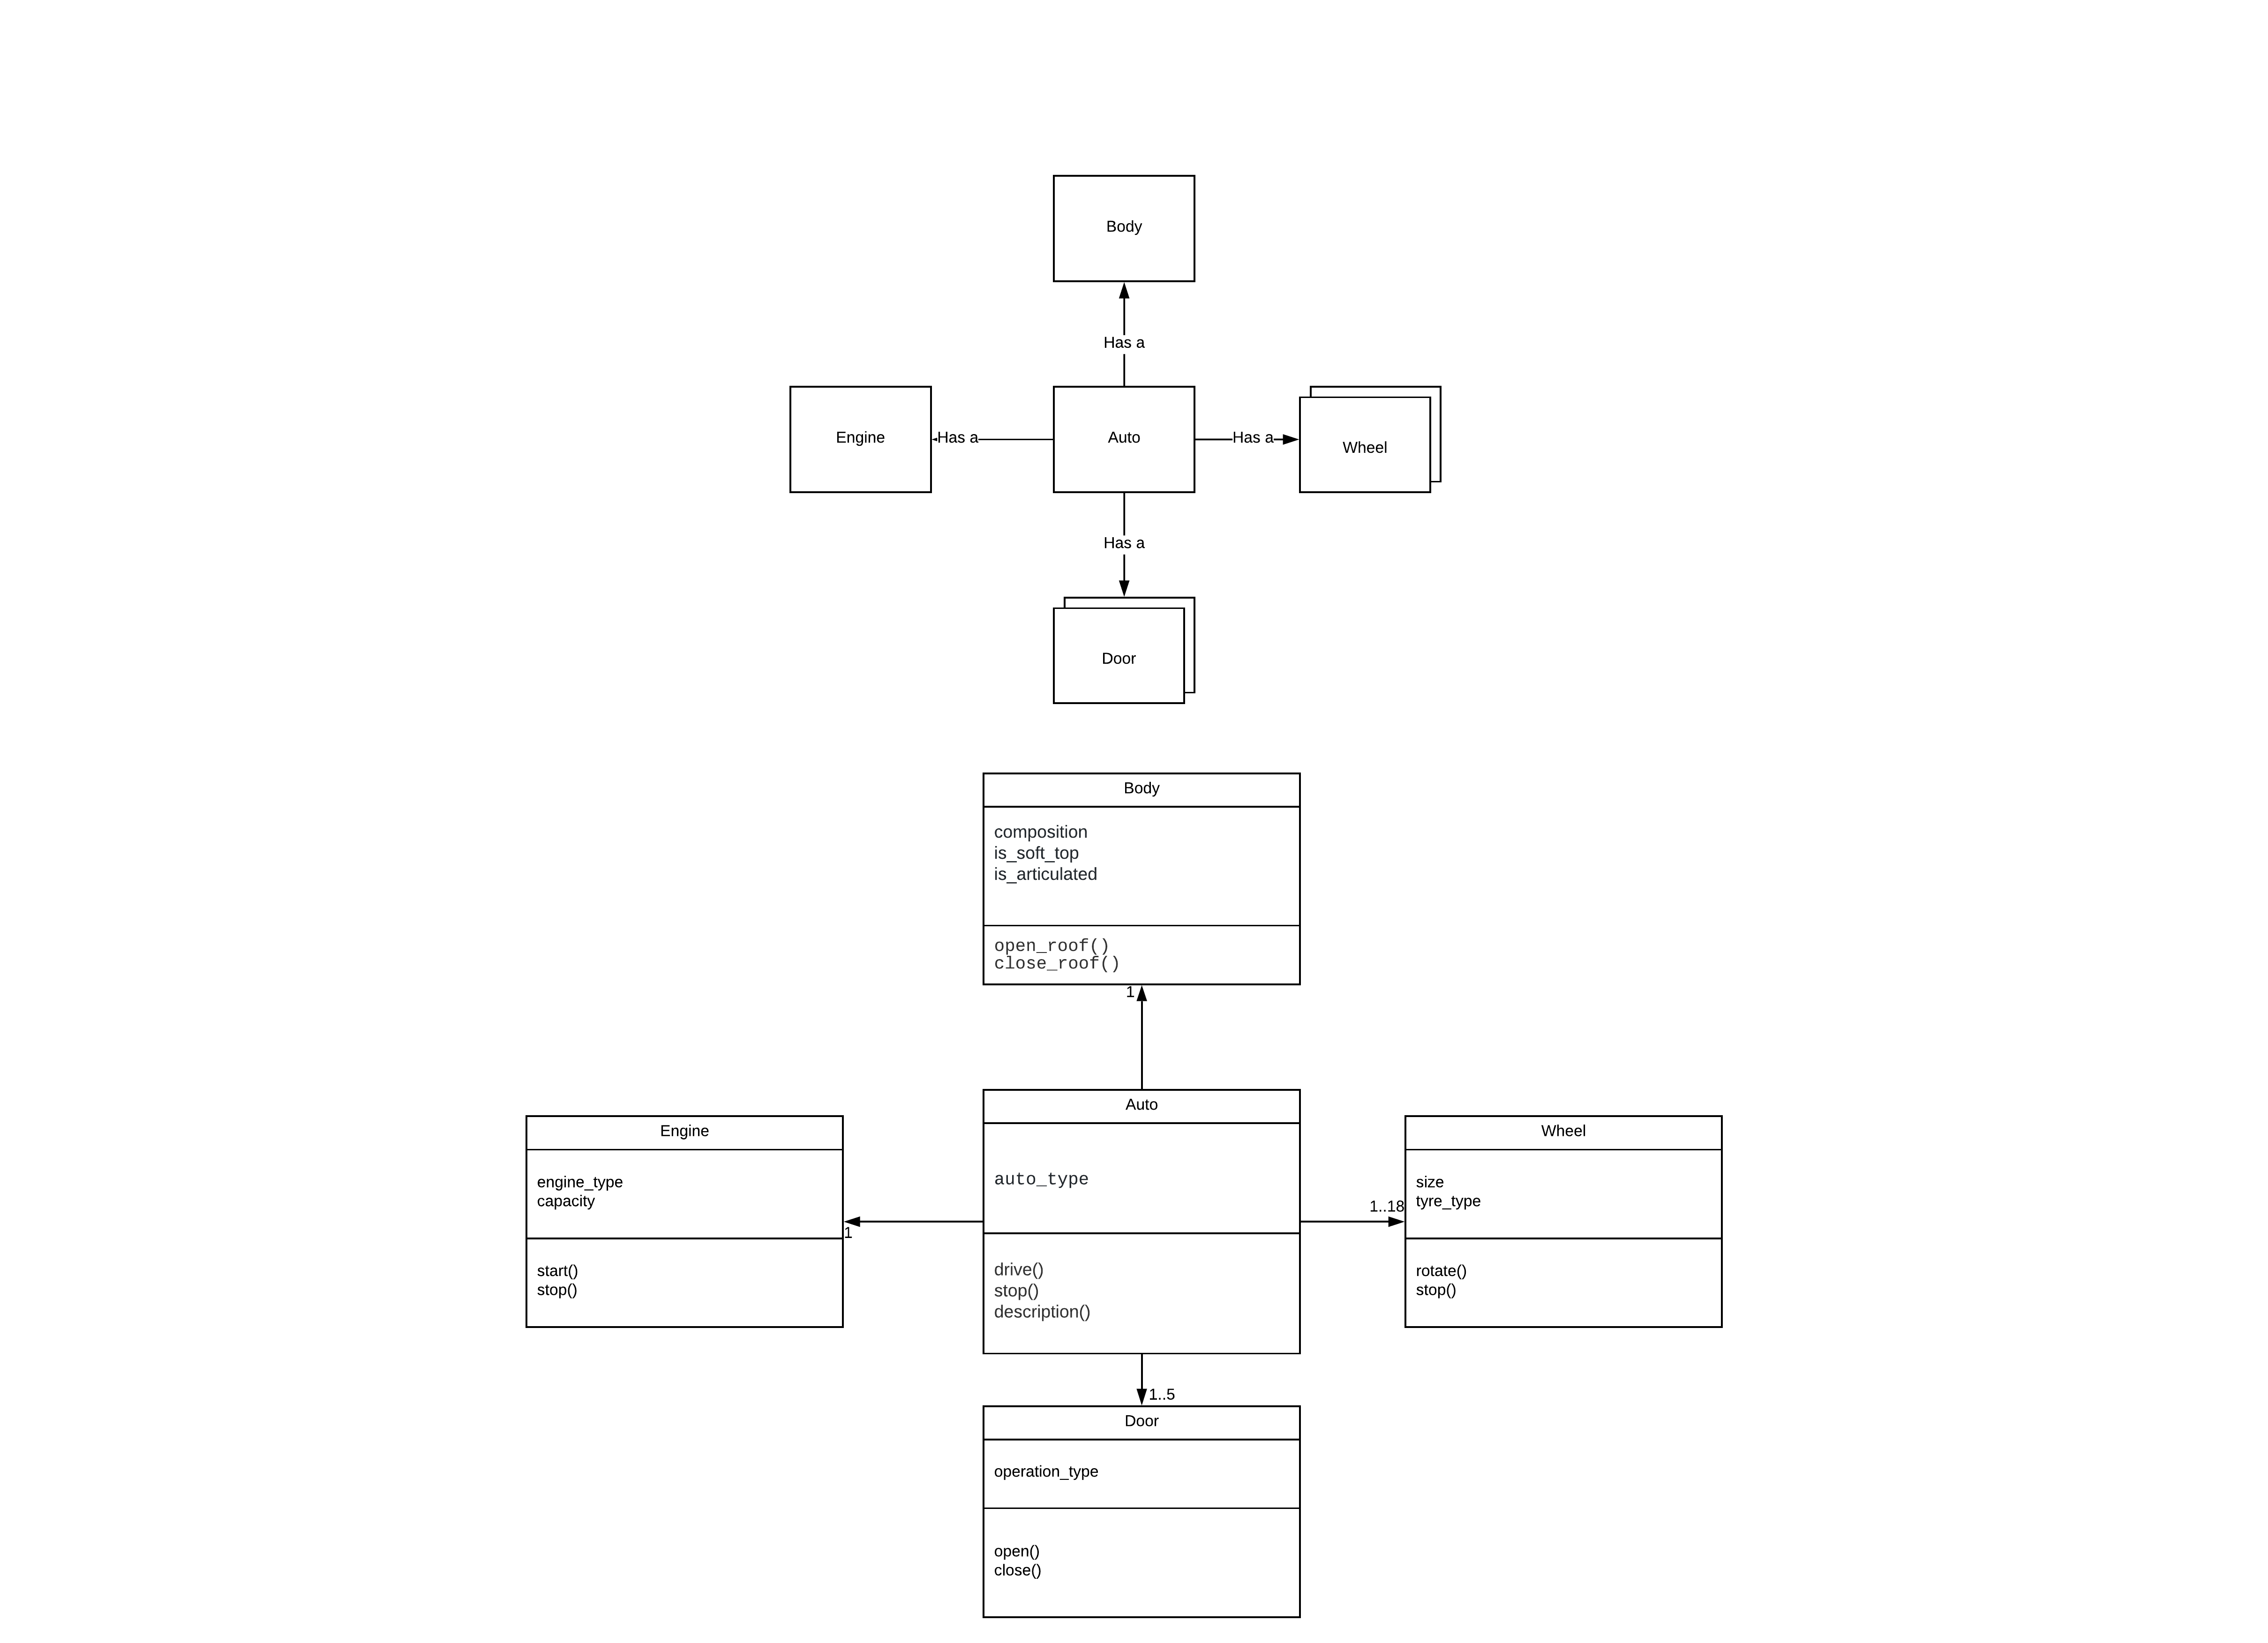 Body
Has a
Engine
Has a
Auto
Has a
Wheel
Has a
Door
Body
composition
is_soft_top
is_articulated
open_roof()
close_roof()
1
Auto
auto_type
drive()
stop()
description()
Engine
engine_type
capacity
start()
stop()
1
Wheel
size
tyre_type
rotate()
stop()
1..18
1..5
Door
operation_type
open()
close()